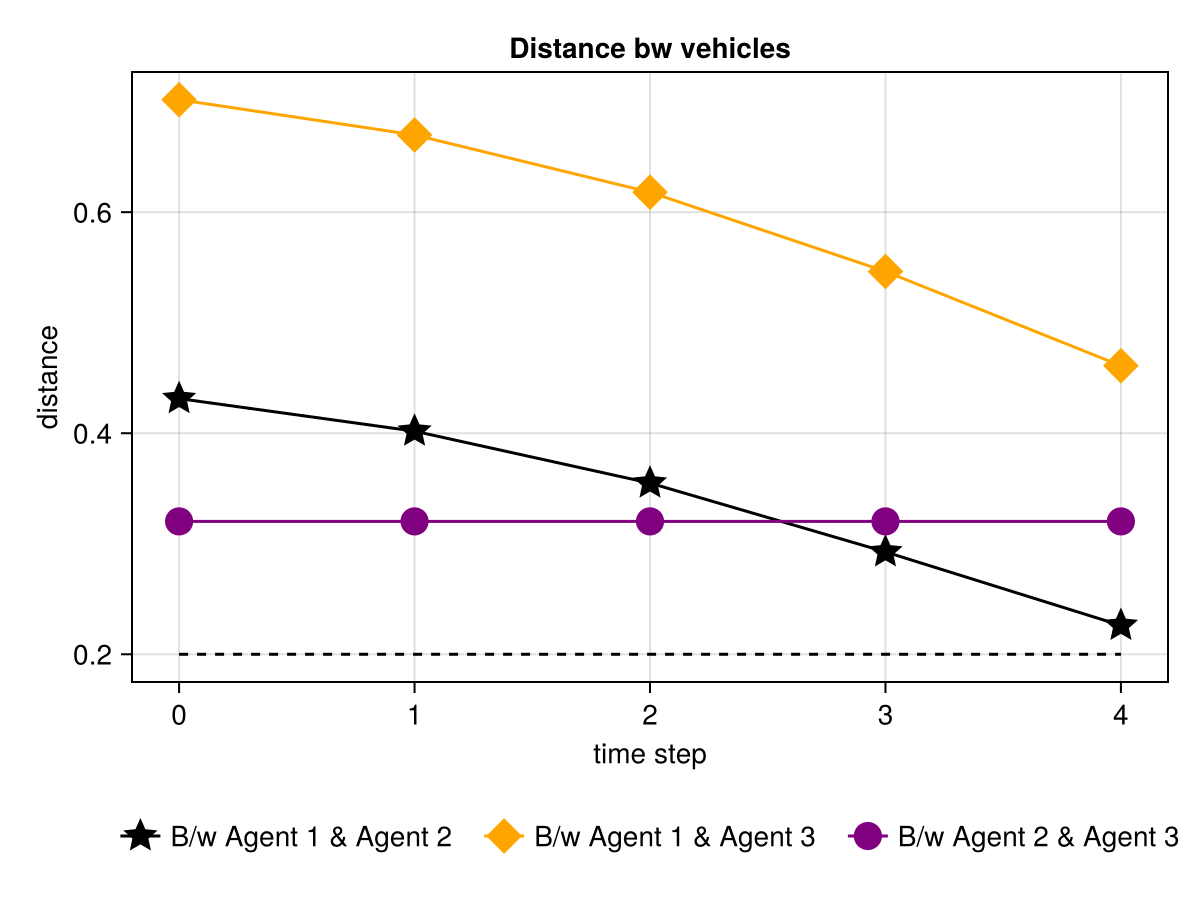 Distance bw vehicles
distance
0.6
0.4
0.2
0 1 2 3 4
time step
B/w Agent 1 & Agent 2 B/w Agent 1 & Agent 3 B/w Agent 2 & Agent 3